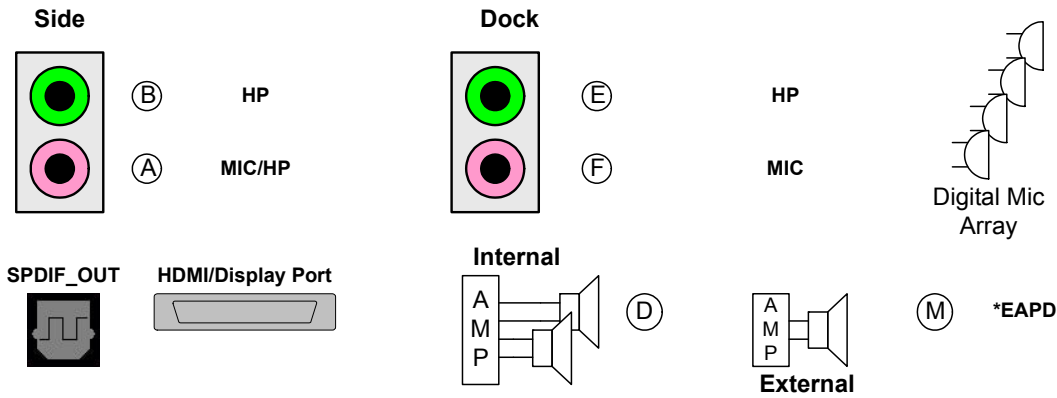 Side
Dock
B HP
E HP
A MIC/HP
F MIC
Digital Mic
Array
SPDIF_OUT
HDMI/Display Port
Internal
A
M
P
D
A
M
P
M *EAPD
External